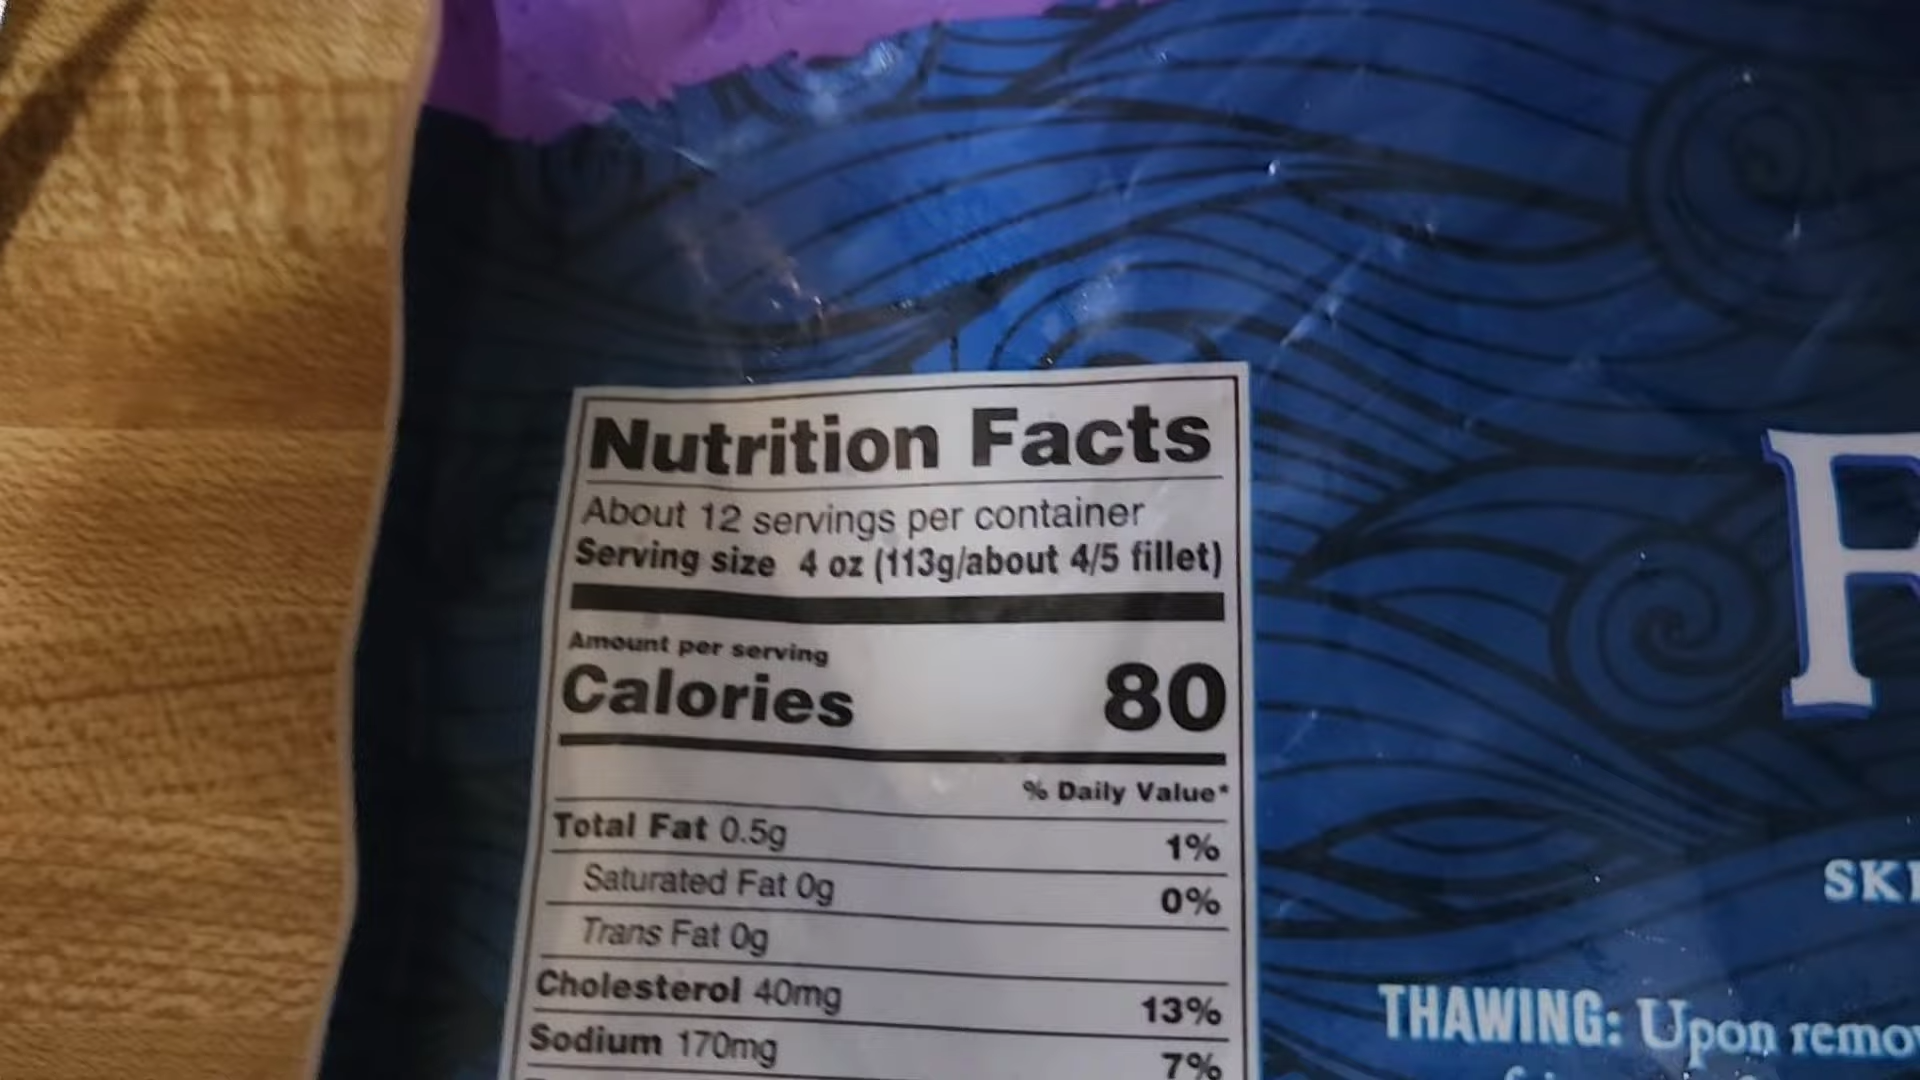 Nutrition Facts
About 12 servings per container
Serving size 4 oz (113g/about 4/5 fillet)
Amount per serving
Calories 80
% Daily Value*
Total Fat 0.5g 1%
Saturated Fat 0g 0%
Trans Fat 0g
Cholesterol 40mg 13%
Sodium 170mg 7%
F
SKI
THAWING: Upon remov